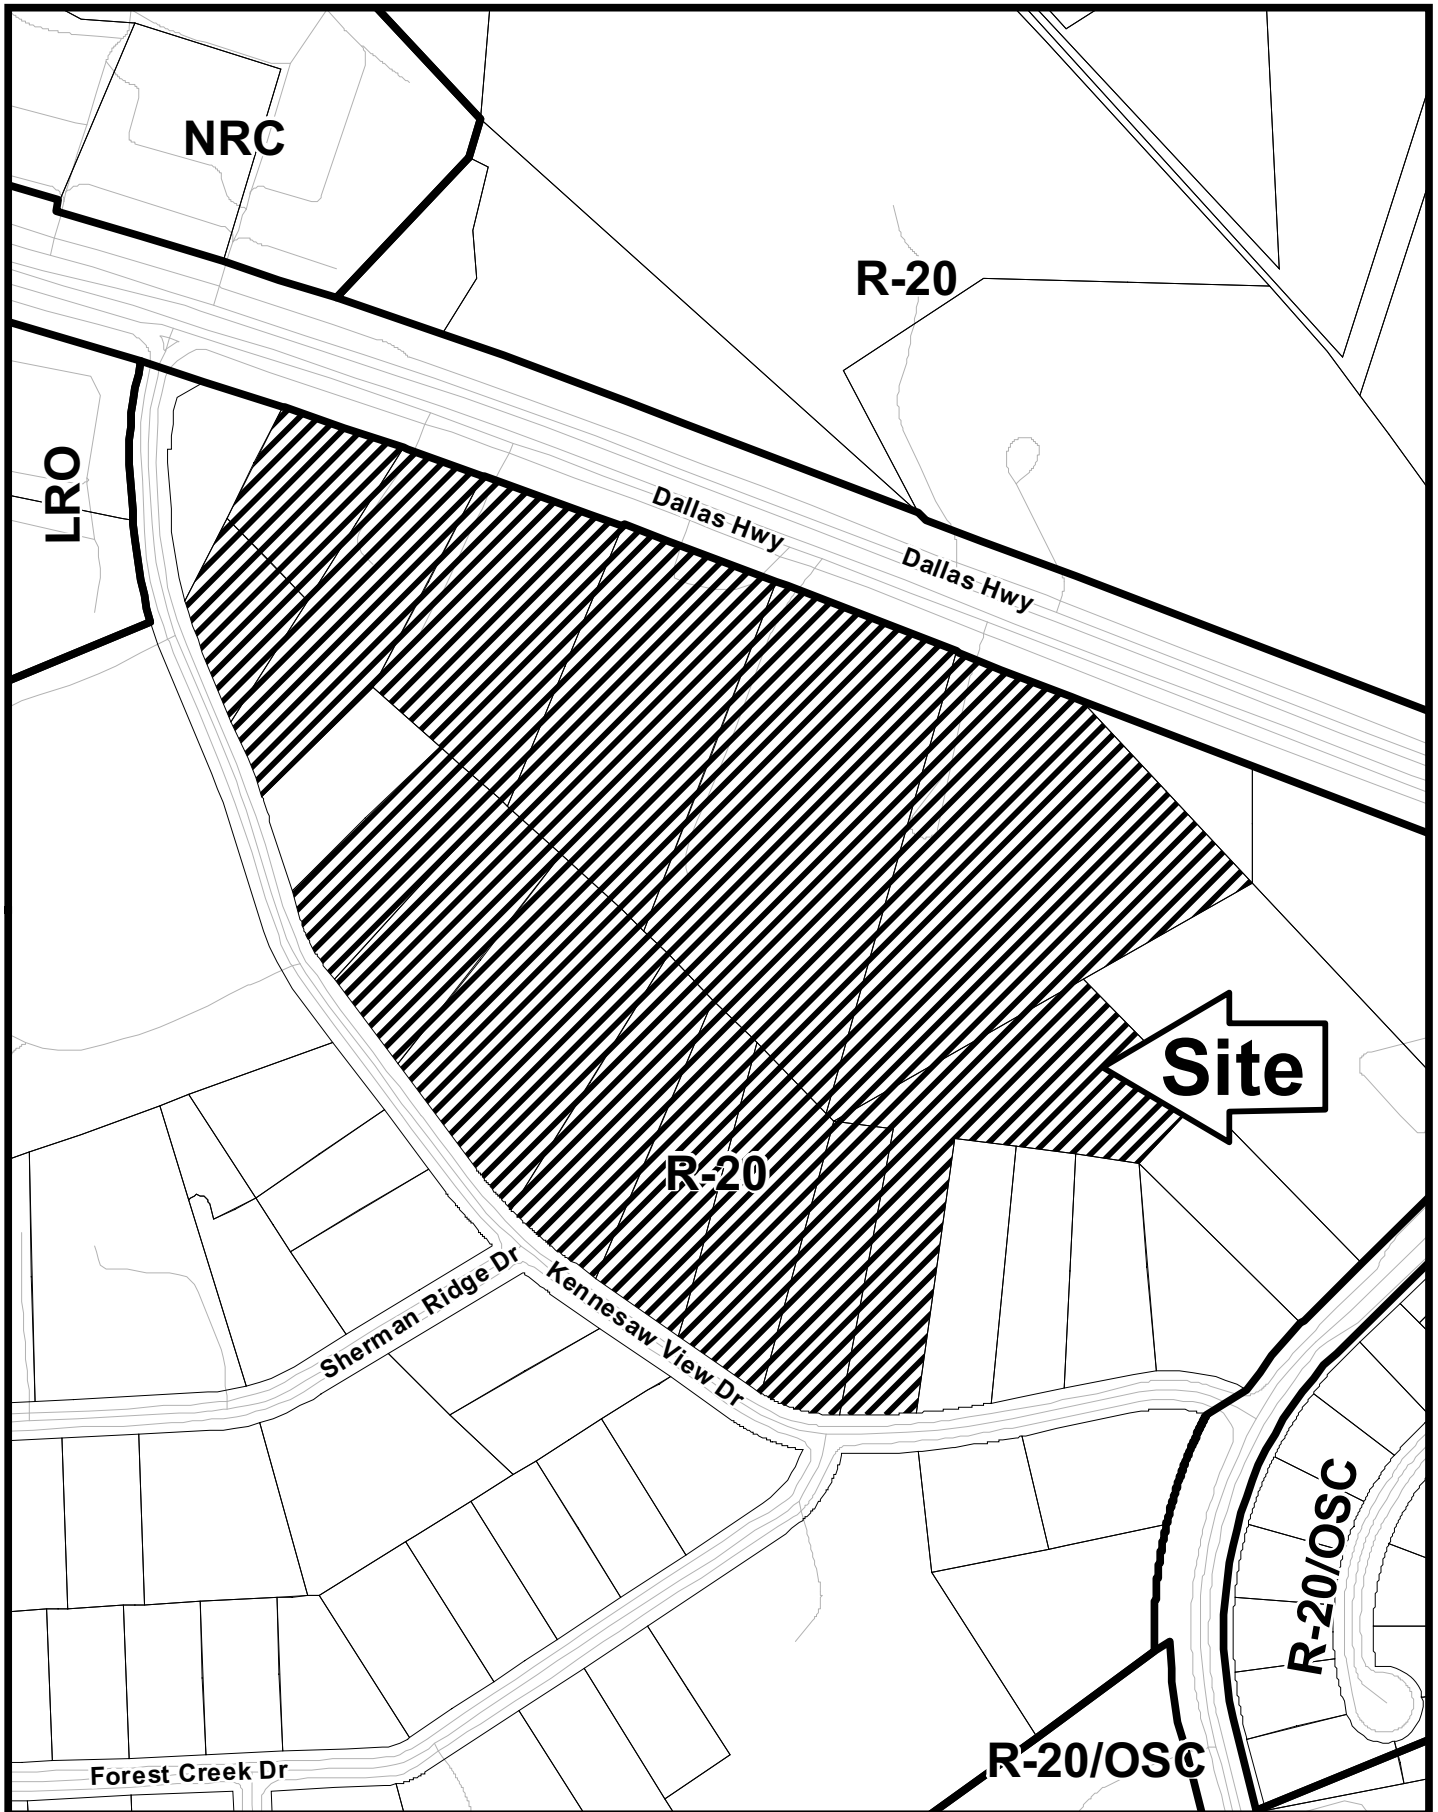 NRC
R-20
LRO
Dallas Hwy
Dallas Hwy
Site
R-20
Sherman Ridge Dr
Kennesaw View Dr
R-20/OSC
R-20/OSC
Forest Creek Dr